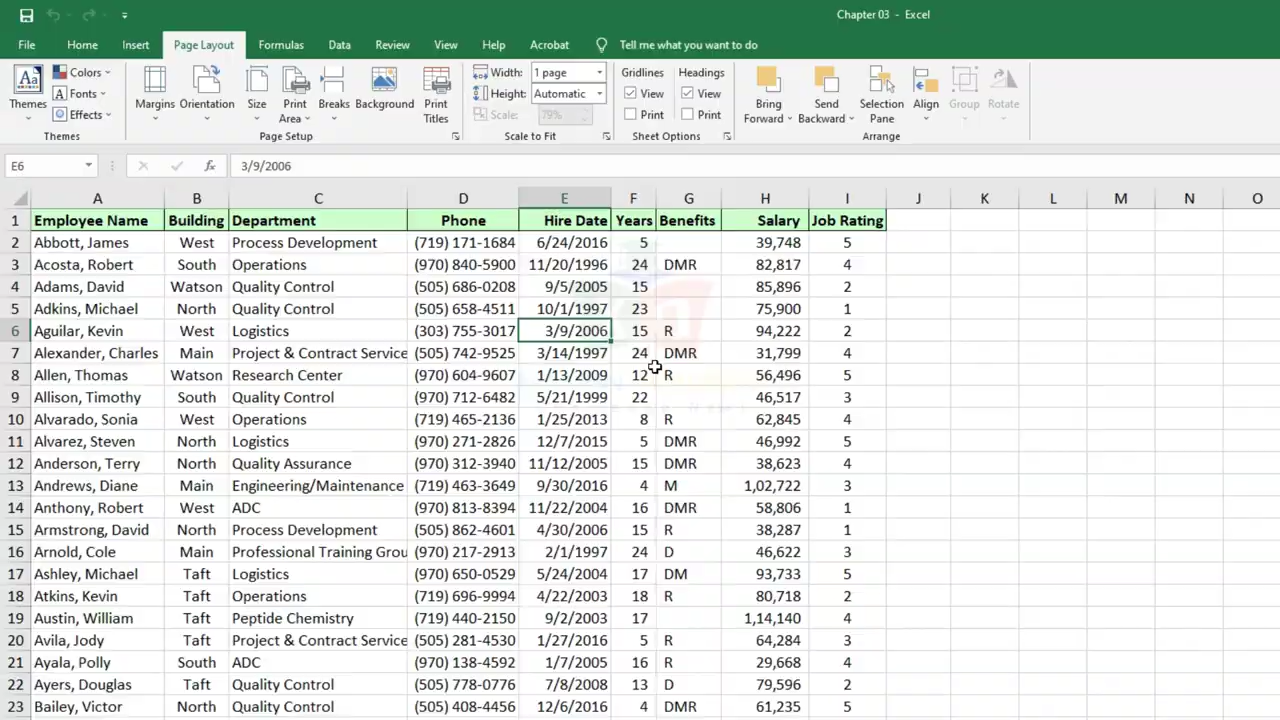 Chapter 03 - Excel
File Home Insert Page Layout Formulas Data Review View Help Acrobat Tell me what you want to do
Aa Themes Colors Fonts Effects Margins Orientation Size Print Area Breaks Background Print Titles Width: 1 page Height: Automatic Scale: 79% Gridlines View Print Headings View Print Bring Forward Send Backward Selection Pane Align Group Rotate
Themes Page Setup Scale to Fit Sheet Options Arrange
E6 fx 3/9/2006
A B C D E F G H I J K L M N O
1 Employee Name Building Department Phone Hire Date Years Benefits Salary Job Rating
2 Abbott, James West Process Development (719) 171-1684 6/24/2016 5 39,748 5
3 Acosta, Robert South Operations (970) 840-5900 11/20/1996 24 DMR 82,817 4
4 Adams, David Watson Quality Control (505) 686-0208 9/5/2005 15 85,896 2
5 Adkins, Michael North Quality Control (505) 658-4511 10/1/1997 23 75,900 1
6 Aguilar, Kevin West Logistics (303) 755-3017 3/9/2006 15 R 94,222 2
7 Alexander, Charles Main Project & Contract Service (505) 742-9525 3/14/1997 24 DMR 31,799 4
8 Allen, Thomas Watson Research Center (970) 604-9607 1/13/2009 12 R 56,496 5
9 Allison, Timothy South Quality Control (970) 712-6482 5/21/1999 22 46,517 3
10 Alvarado, Sonia West Operations (719) 465-2136 1/25/2013 8 R 62,845 4
11 Alvarez, Steven North Logistics (970) 271-2826 12/7/2015 5 DMR 46,992 5
12 Anderson, Terry North Quality Assurance (970) 312-3940 11/12/2005 15 DMR 38,623 4
13 Andrews, Diane Main Engineering/Maintenance (719) 463-3649 9/30/2016 4 M 1,02,722 3
14 Anthony, Robert West ADC (970) 813-8394 11/22/2004 16 DMR 58,806 1
15 Armstrong, David North Process Development (505) 862-4601 4/30/2006 15 R 38,287 1
16 Arnold, Cole Main Professional Training Grou (970) 217-2913 2/1/1997 24 D 46,622 3
17 Ashley, Michael Taft Logistics (970) 650-0529 5/24/2004 17 DM 93,733 5
18 Atkins, Kevin Taft Operations (719) 696-9994 4/22/2003 18 R 80,718 2
19 Austin, William Taft Peptide Chemistry (719) 440-2150 9/2/2003 17 1,14,140 4
20 Avila, Jody Taft Project & Contract Service (505) 281-4530 1/27/2016 5 R 64,284 3
21 Ayala, Polly South ADC (970) 138-4592 1/7/2005 16 R 29,668 4
22 Ayers, Douglas Taft Quality Control (505) 778-0776 7/8/2008 13 D 79,596 2
23 Bailey, Victor North Quality Control (505) 408-4456 12/6/2016 4 DMR 61,235 5